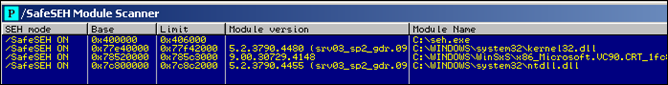 P /SafeSEH Module Scanner
SEH mode Base Limit Module version Module Name
/SafeSEH ON 0x400000 0x406000 C:\seh.exe
/SafeSEH ON 0x77e40000 0x77f42000 5.2.3790.4480 (srv03_sp2_gdr.09 C:\WINDOWS\system32\kernel32.dll
/SafeSEH ON 0x78520000 0x785c3000 9.00.30729.4148 C:\WINDOWS\WinSxS\x86_Microsoft.VC90.CRT_1fc8
/SafeSEH ON 0x7c800000 0x7c8c2000 5.2.3790.4455 (srv03_sp2_gdr.09 C:\WINDOWS\system32\ntdll.dll